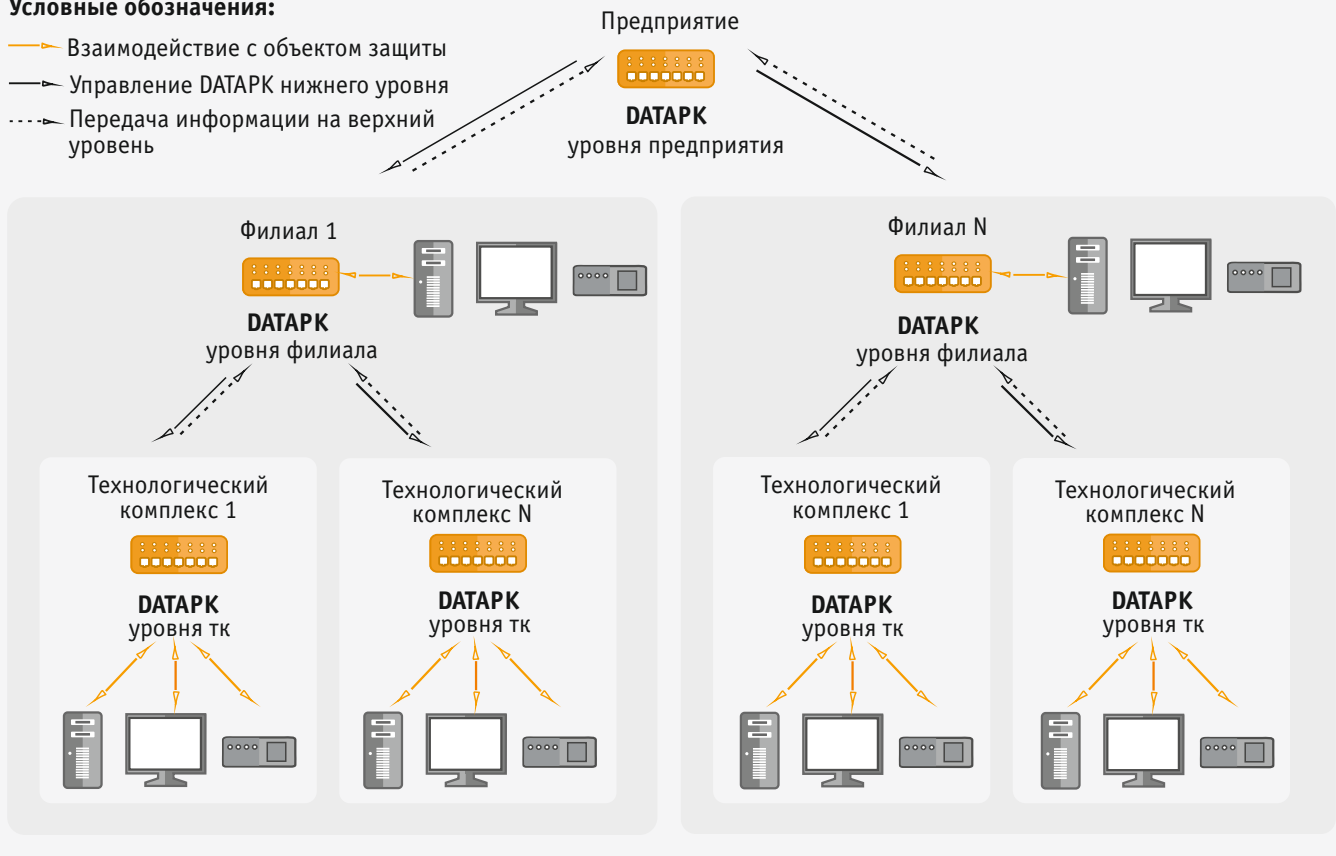 Условные обозначения:
Взаимодействие с объектом защиты
Управление DATAPK нижнего уровня
Передача информации на верхний
уровень
Предприятие
DATAPK
уровня предприятия
Филиал 1
DATAPK
уровня филиала
Технологический
комплекс 1
DATAPK
уровня тк
Технологический
комплекс N
DATAPK
уровня тк
Филиал N
DATAPK
уровня филиала
Технологический
комплекс 1
DATAPK
уровня тк
Технологический
комплекс N
DATAPK
уровня тк